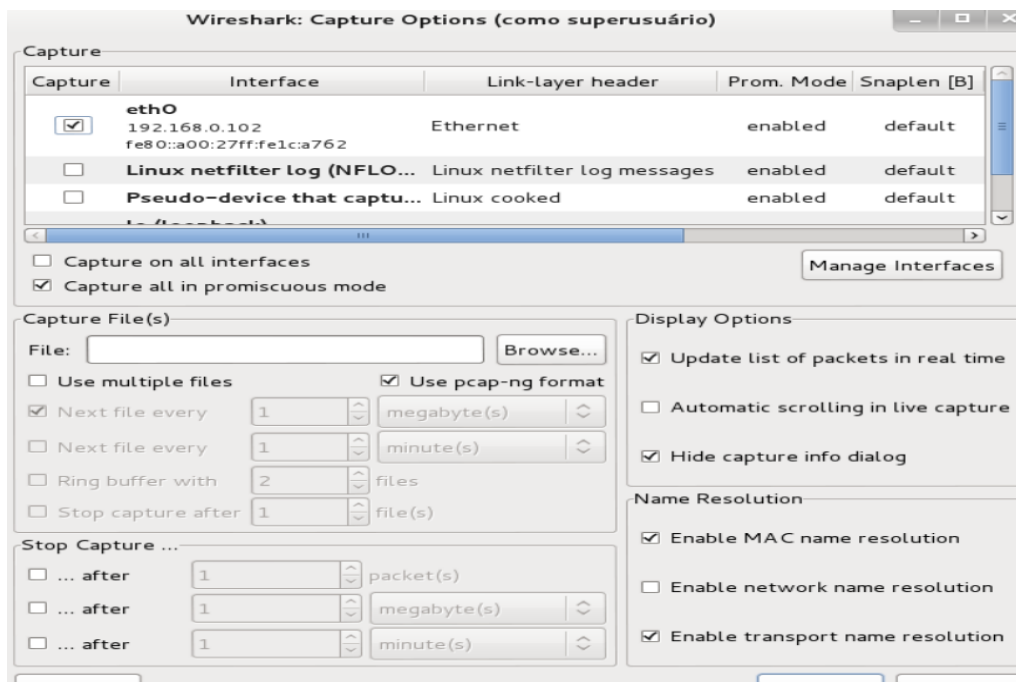 Wireshark: Capture Options (como superusuário)
Capture
Capture Interface Link-layer header Prom. Mode Snaplen [B]
eth0
192.168.0.102 Ethernet enabled default
fe80::a00:27ff:fe1c:a762
Linux netfilter log (NFLO... Linux netfilter log messages enabled default
Pseudo-device that captu... Linux cooked enabled default
Capture on all interfaces
Manage Interfaces
Capture all in promiscuous mode
Capture File(s)
File: Browse...
Use multiple files Use pcap-ng format
Next file every 1 megabyte(s)
Next file every 1 minute(s)
Ring buffer with 2 files
Stop capture after 1 file(s)
Stop Capture ...
... after 1 packet(s)
... after 1 megabyte(s)
... after 1 minute(s)
Display Options
Update list of packets in real time
Automatic scrolling in live capture
Hide capture info dialog
Name Resolution
Enable MAC name resolution
Enable network name resolution
Enable transport name resolution